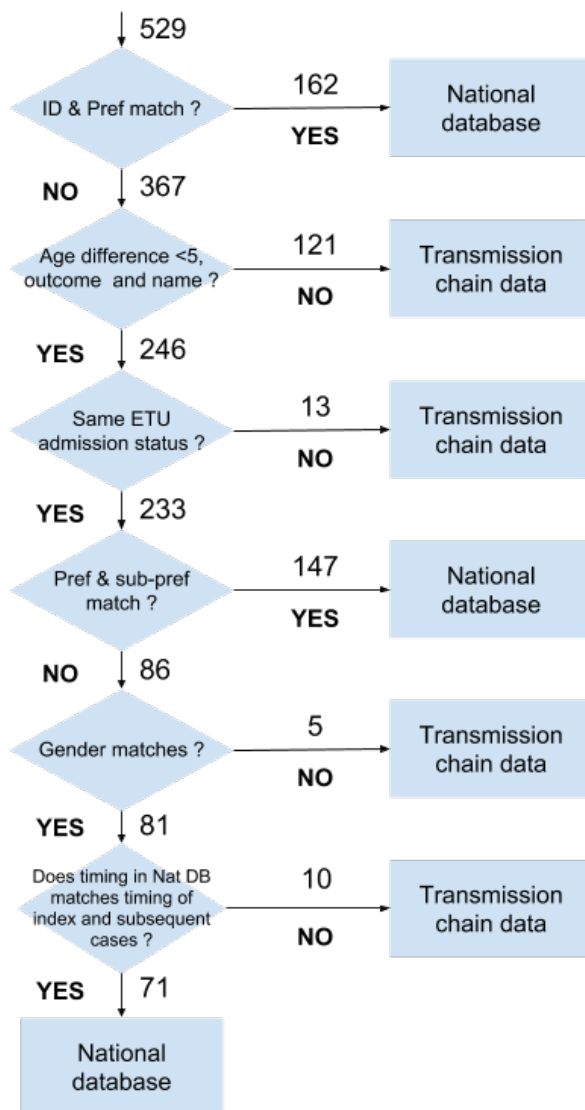 529
ID & Pref match ?
162
YES
National
database
NO
367
Age difference <5,
outcome and name ?
121
NO
Transmission
chain data
YES
246
Same ETU
admission status ?
13
NO
Transmission
chain data
YES
233
Pref & sub-pref
match ?
147
YES
National
database
NO
86
Gender matches ?
5
NO
Transmission
chain data
YES
81
Does timing in Nat DB
matches timing of
index and subsequent
cases ?
10
NO
Transmission
chain data
YES
71
National
database